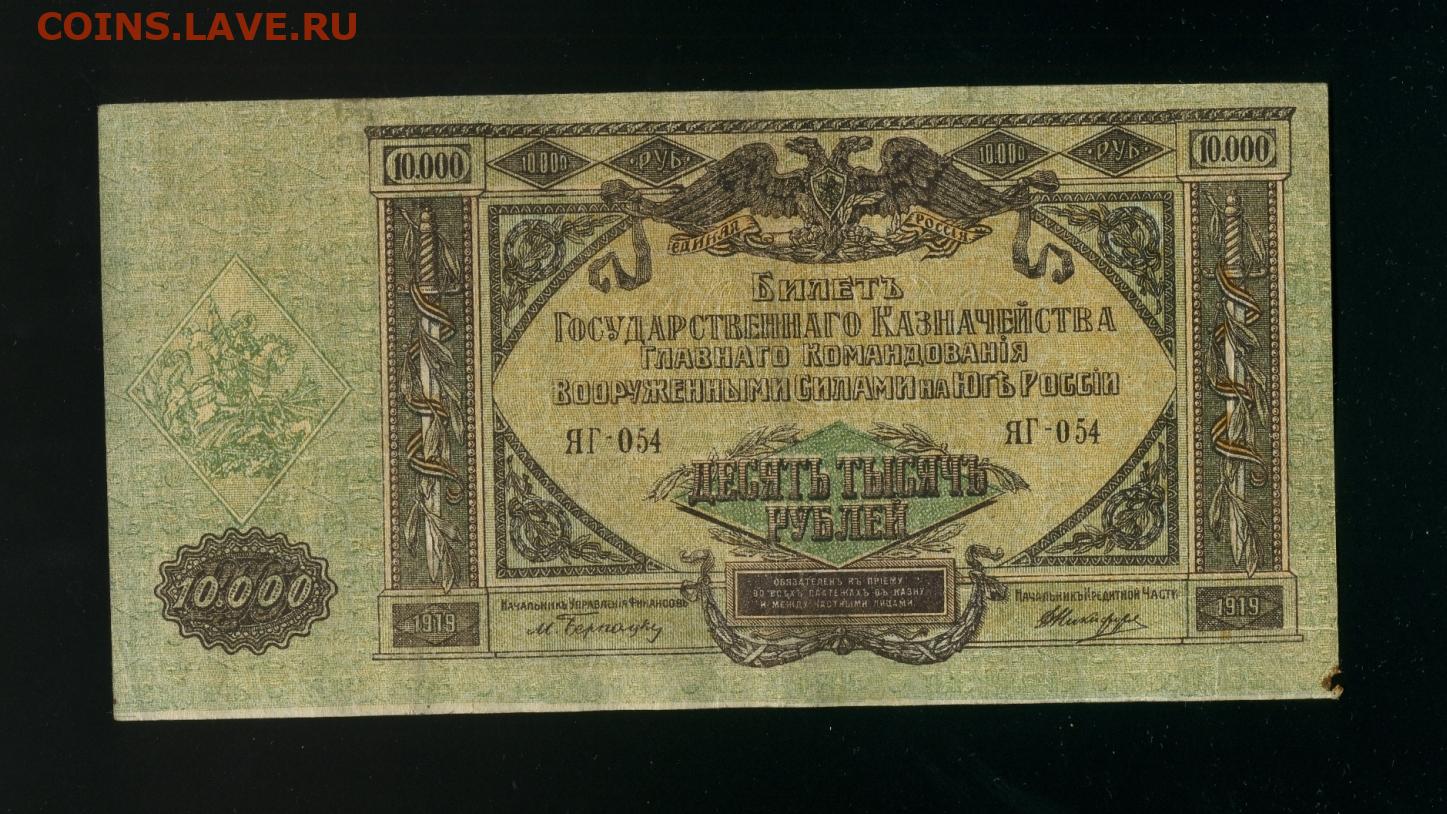 COINS.LAVE.RU
10.000
10.000
РУБ
10.000
РУБ
10.000
ЕДИНАЯ
РОССІЯ
Билетъ
Государственнаго Казначейства
Главнаго Командованія
Вооруженными силами на Югѣ Россіи
ЯГ-054
ЯГ-054
ДЕСЯТЬ ТЫСЯЧЪ
РУБЛЕЙ
10.000
1919
Начальникъ Управленія Финансовъ
М. Бернацкій
ОБЯЗАТЕЛЕНЪ КЪ ПРІЕМУ
ВО ВСѢХЪ ПЛАТЕЖАХЪ ВЪ КАЗНУ
И МЕЖДУ ЧАСТНЫМИ ЛИЦАМИ.
Начальникъ Кредитной Части
1919